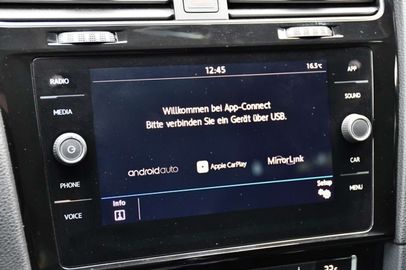 12:45
16.5°C
RADIO
MEDIA
PHONE
VOICE
Willkommen bei App-Connect
Bitte verbinden Sie ein Gerät über USB.
androidauto
Apple CarPlay
MirrorLink
Info
Setup
APP
SOUND
CAR
MENU